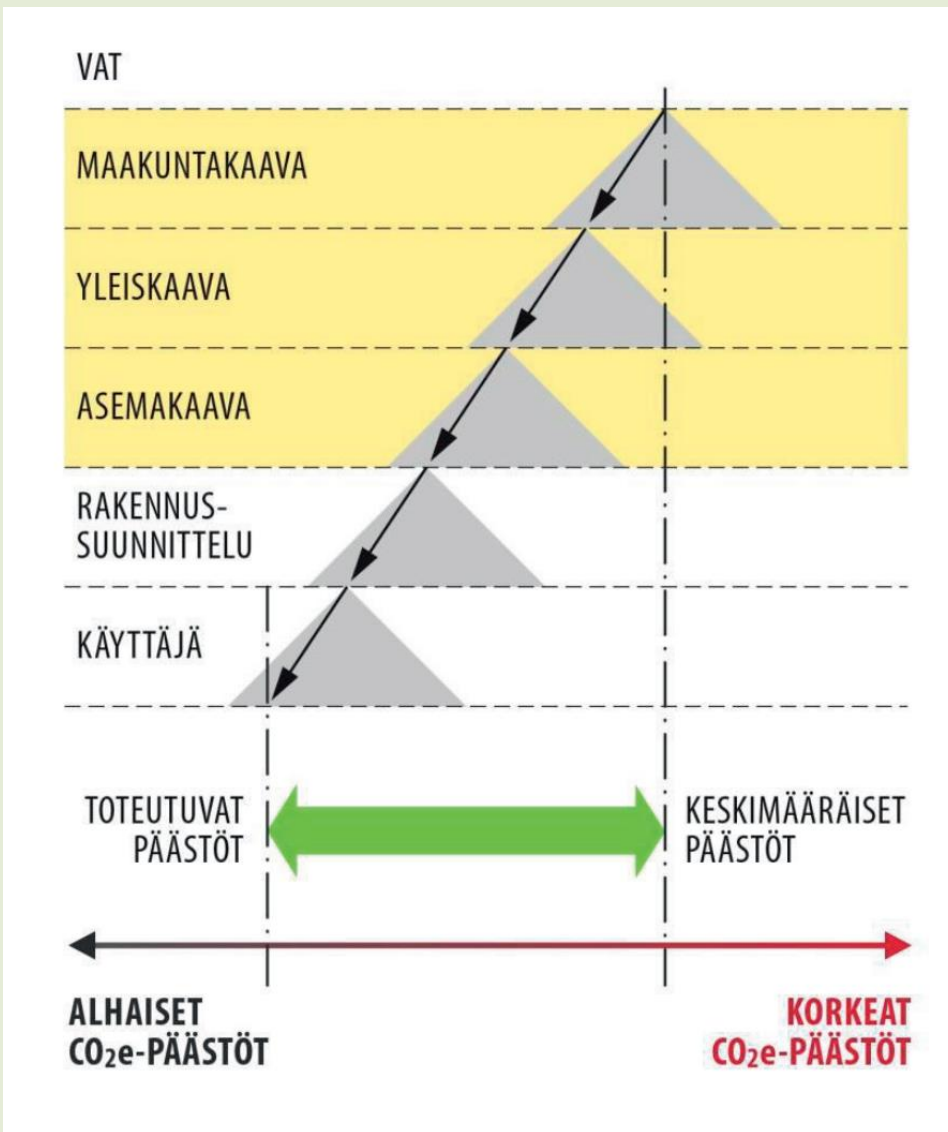 VAT
MAAKUNTAKAAVA
YLEISKAAVA
ASEMAKAAVA
RAKENNUS-
SUUNNITTELU
KÄYTTÄJÄ
TOTEUTUVAT
PÄÄSTÖT
KESKIMÄÄRÄISET
PÄÄSTÖT
ALHAISET
CO2e-PÄÄSTÖT
KORKEAT
CO2e-PÄÄSTÖT